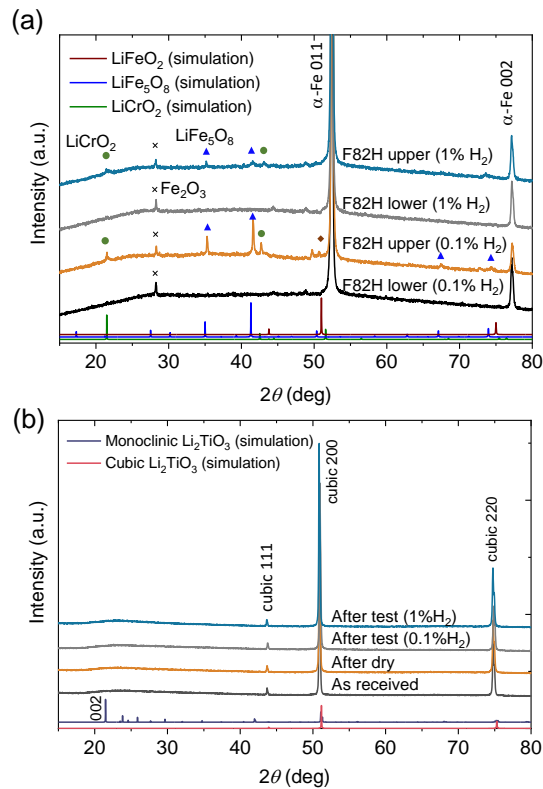 (a)
LiFeO₂ (simulation)
LiFe₅O₈ (simulation)
LiCrO₂ (simulation)
α-Fe 011
α-Fe 002
LiCrO₂
LiFe₅O₈
F82H upper (1% H₂)
Fe₂O₃
F82H lower (1% H₂)
F82H upper (0.1% H₂)
F82H lower (0.1% H₂)
Intensity (a.u.)
20 30 40 50 60 70 80
2θ (deg)
(b)
Monoclinic Li₂TiO₃ (simulation)
Cubic Li₂TiO₃ (simulation)
cubic 200
cubic 220
cubic 111
After test (1%H₂)
After test (0.1%H₂)
After dry
As received
002
Intensity (a.u.)
20 30 40 50 60 70 80
2θ (deg)